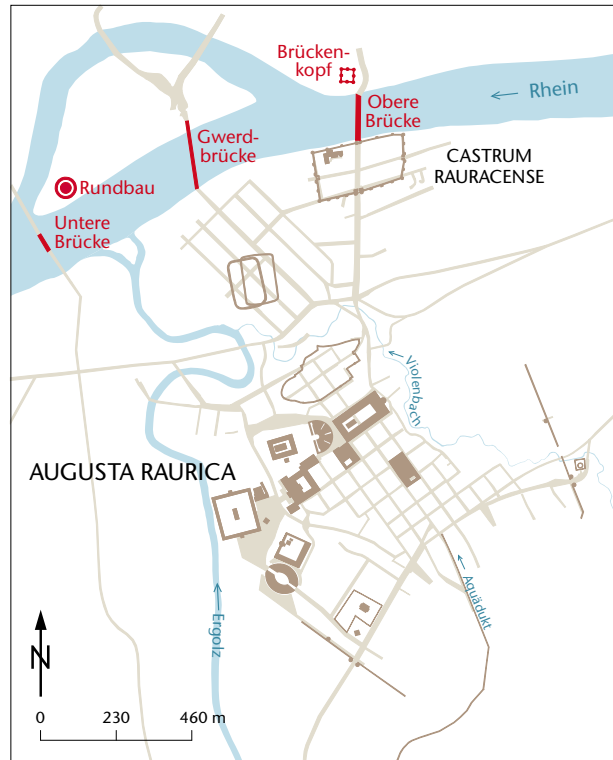 Brücken-
kopf
Obere
Brücke
Rhein
Gwerd-
brücke
CASTRUM
RAURACENSE
Rundbau
Untere
Brücke
Violenbach
AUGUSTA RAURICA
Aquädukt
Ergolz
N
0 230 460 m